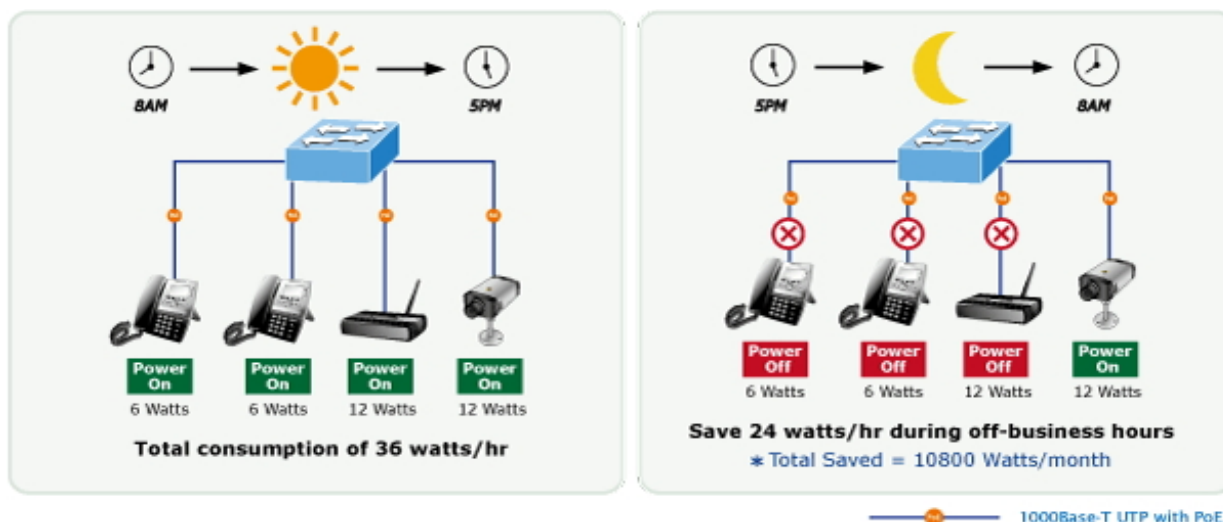 8AM
5PM
Power On
Power On
Power On
Power On
6 Watts
6 Watts
12 Watts
12 Watts
Total consumption of 36 watts/hr
5PM
8AM
Power Off
Power Off
Power Off
Power On
6 Watts
6 Watts
12 Watts
12 Watts
Save 24 watts/hr during off-business hours
* Total Saved = 10800 Watts/month
PoE
1000Base-T UTP with PoE